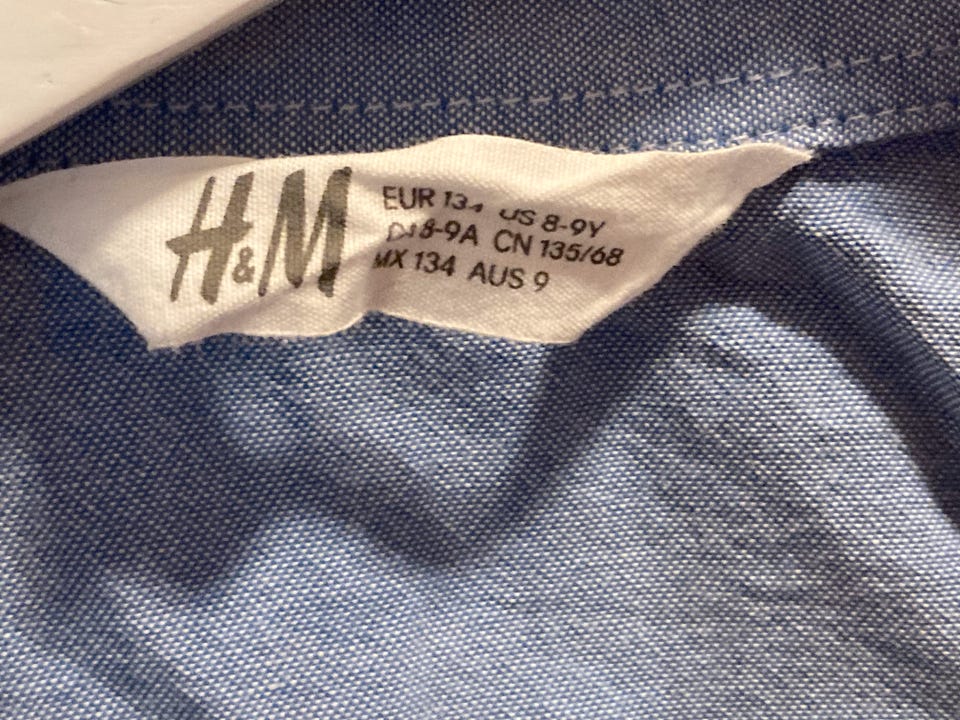 H&M
EUR 134 US 8-9Y
8-9A CN 135/68
MX 134 AUS 9